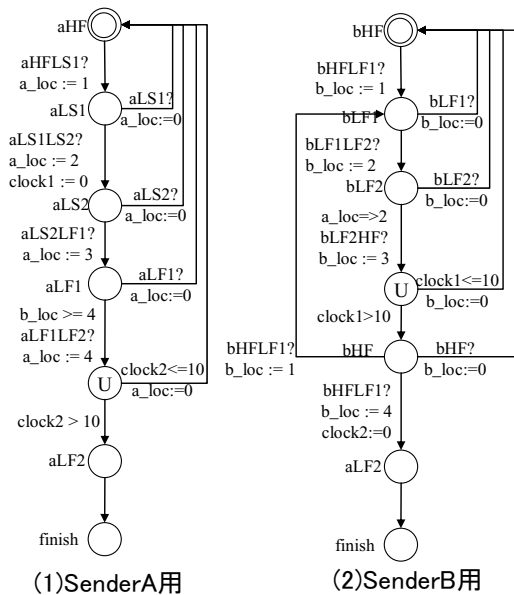 aHF
aHFLS1?
a_loc := 1
aLS1
aLS1?
a_loc:=0
aLS1LS2?
a_loc := 2
clock1 := 0
aLS2
aLS2?
a_loc:=0
aLS2LF1?
a_loc := 3
aLF1
aLF1?
a_loc:=0
b_loc >= 4
aLF1LF2?
a_loc := 4
U
clock2<=10
a_loc:=0
clock2 > 10
aLF2
finish
(1)SenderA用
bHF
bHFLF1?
b_loc := 1
bLF1
bLF1?
b_loc:=0
bLF1LF2?
b_loc := 2
bLF2
bLF2?
b_loc:=0
a_loc=>2
bLF2HF?
b_loc := 3
U
clock1<=10
b_loc:=0
clock1>10
bHFLF1?
b_loc := 1
bHF
bHF?
b_loc:=0
bHFLF1?
b_loc := 4
clock2:=0
aLF2
finish
(2)SenderB用